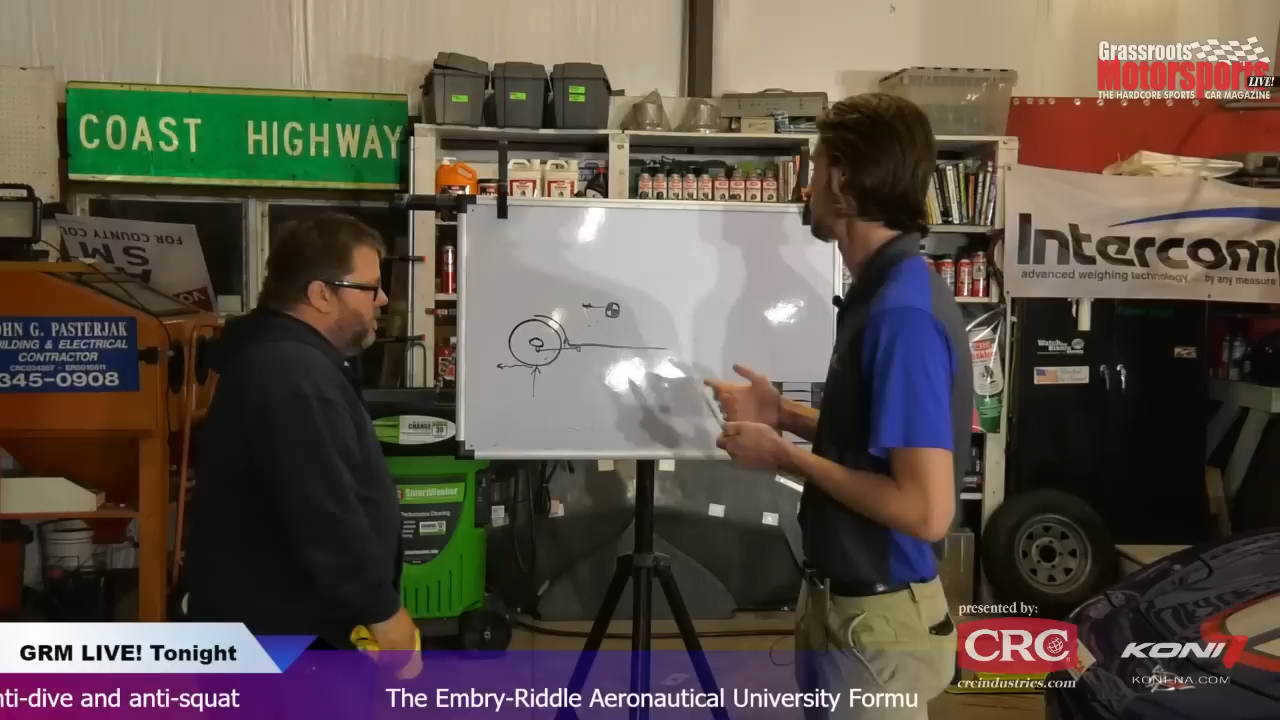 Grassroots
Motorsports
LIVE!
THE HARDCORE SPORTS CAR MAGAZINE
COAST HIGHWAY
FOR COUNTY
Intercom
advanced weighing technology by any measure
JOHN G. PASTERJAK
BUILDING & ELECTRICAL
CONTRACTOR
345-0908
CHANGE
SmartWasher
presented by:
CRC
crcindustries.com
KONI
KONI-NA.COM
GRM LIVE! Tonight
nti-dive and anti-squat
The Embry-Riddle Aeronautical University Formu